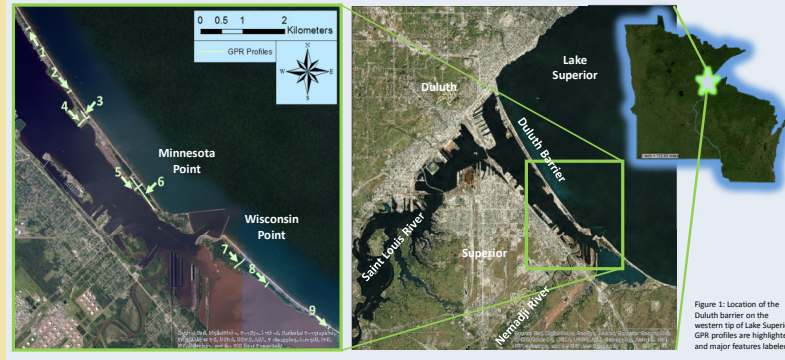 0 0.5 1 2
Kilometers
GPR Profiles
N
W E
S
1
2
3
4
5
6
Minnesota
Point
Wisconsin
Point
7
8
9
Duluth
Lake
Superior
Duluth Barrier
Saint Louis River
Superior
Nemadji River
Figure 1: Location of the
Duluth barrier on the
western tip of Lake Superi
GPR profiles are highlighte
and major features labele